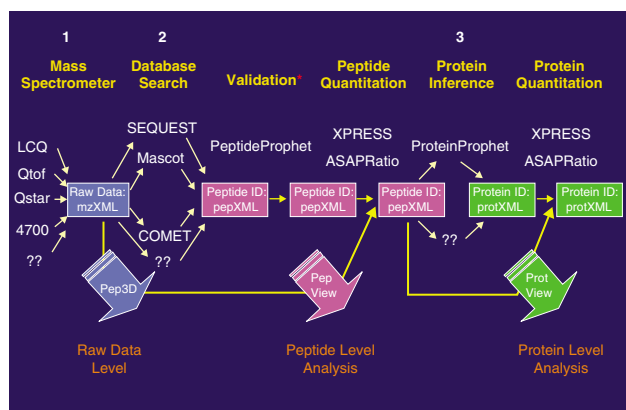 1
2
3
Mass
Spectrometer
Database
Search
Validation*
Peptide
Quantitation
Protein
Inference
Protein
Quantitation
LCQ
Qtof
Qstar
4700
??
Raw Data:
mzXML
SEQUEST
Mascot
COMET
??
PeptideProphet
Peptide ID:
pepXML
XPRESS
ASAPRatio
Peptide ID:
pepXML
Peptide ID:
pepXML
ProteinProphet
??
Protein ID:
protXML
XPRESS
ASAPRatio
Protein ID:
protXML
Pep3D
Pep
View
Prot
View
Raw Data
Level
Peptide Level
Analysis
Protein Level
Analysis